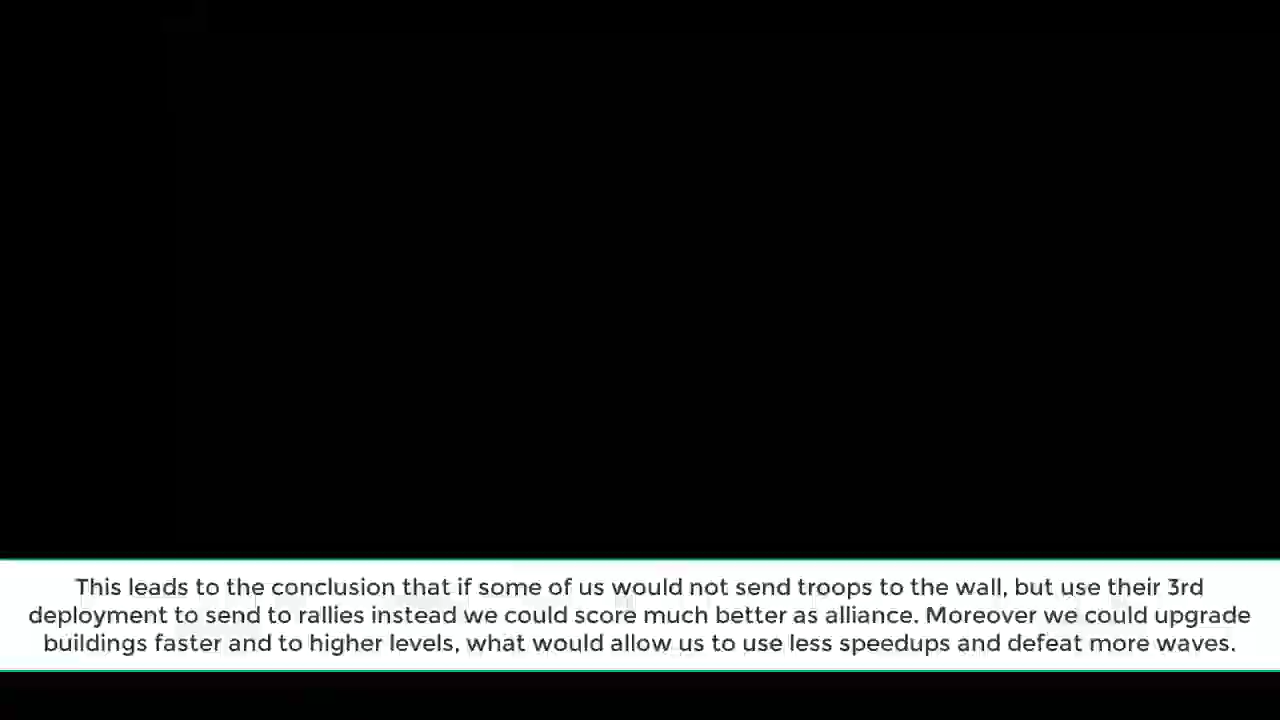 This leads to the conclusion that if some of us would not send troops to the wall, but use their 3rd
deployment to send to rallies instead we could score much better as alliance. Moreover we could upgrade
buildings faster and to higher levels, what would allow us to use less speedups and defeat more waves.